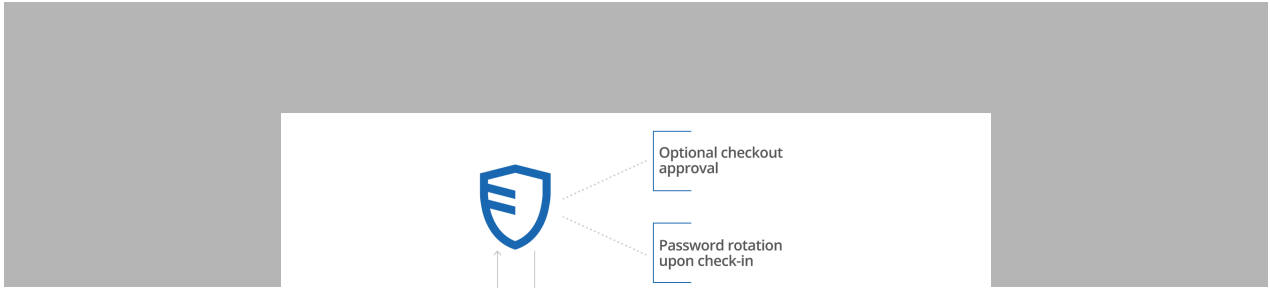 Optional checkout
approval
Password rotation
upon check-in